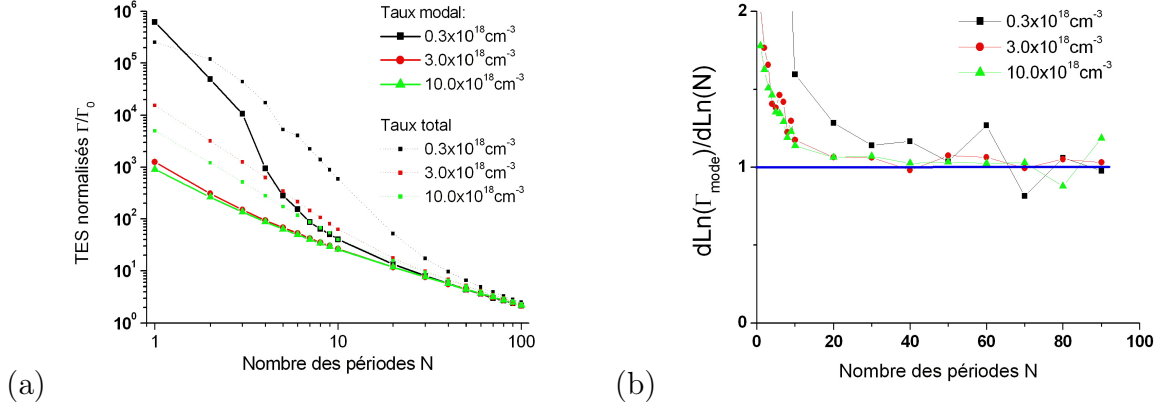 10⁶
10⁵
10⁴
10³
10²
10¹
10⁰
TES normalisés Γ/Γ₀
1
10
100
Nombre des périodes N
Taux modal:
0.3x10¹⁸cm⁻³
3.0x10¹⁸cm⁻³
10.0x10¹⁸cm⁻³
Taux total
0.3x10¹⁸cm⁻³
3.0x10¹⁸cm⁻³
10.0x10¹⁸cm⁻³
(a)
2
1
0
dLn(Γmode)/dLn(N)
0
20
40
60
80
100
Nombre des périodes N
0.3x10¹⁸cm⁻³
3.0x10¹⁸cm⁻³
10.0x10¹⁸cm⁻³
(b)